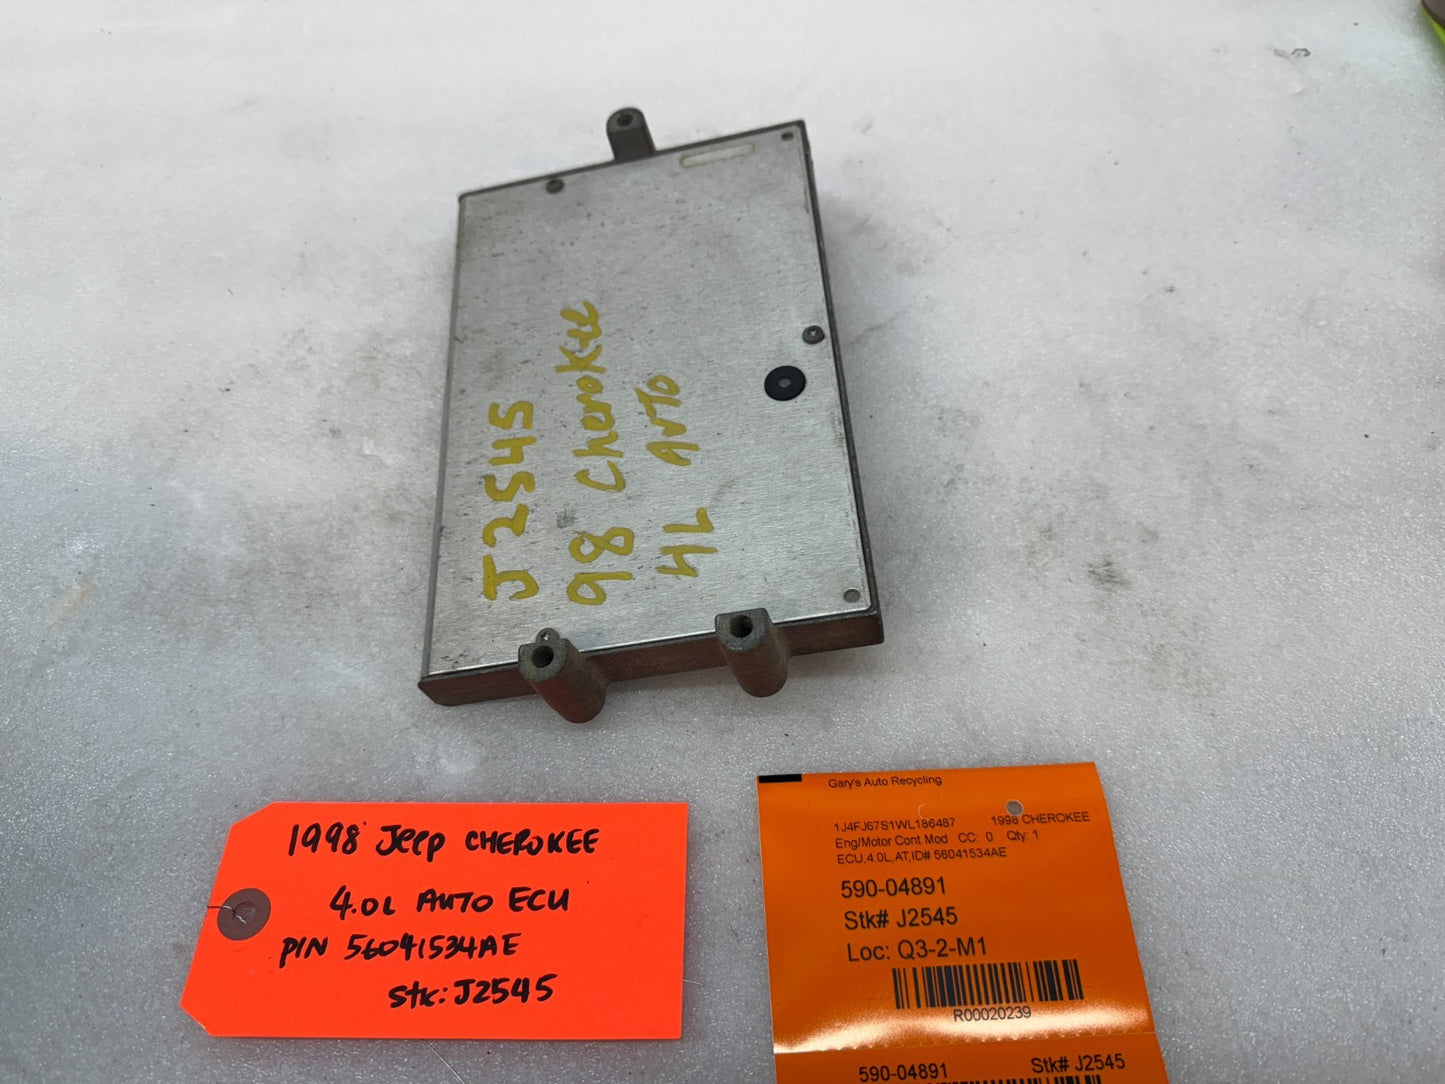 J2545
98 Cherokee
4L AUTO
1998 Jeep CHEROKEE
4.0L AUTO ECU
P/N 56041534AE
Stk: J2545
Gary's Auto Recycling
1J4FJ67S1WL186487 1998 CHEROKEE
Eng/Motor Cont Mod CC: 0 Qty: 1
ECU,4.0L,AT,ID# 56041534AE
590-04891
Stk# J2545
Loc: Q3-2-M1
R00020239
590-04891 Stk# J2545